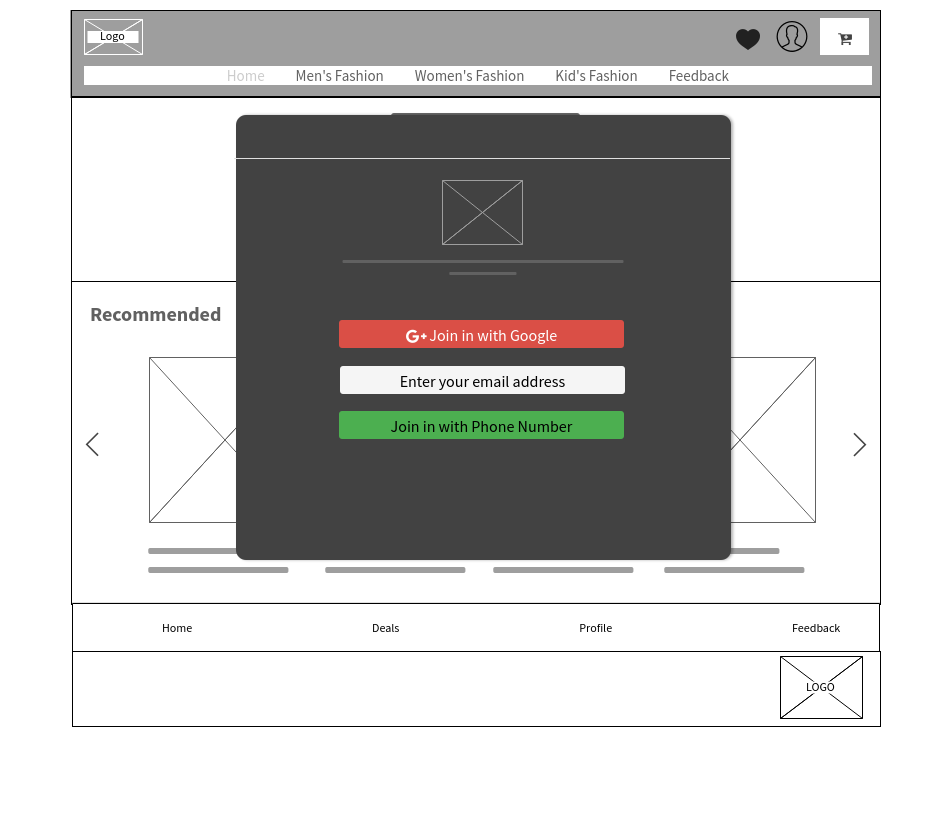 Logo
Home Men's Fashion Women's Fashion Kid's Fashion Feedback
Recommended
G+ Join in with Google
Enter your email address
Join in with Phone Number
Home Deals Profile Feedback
LOGO